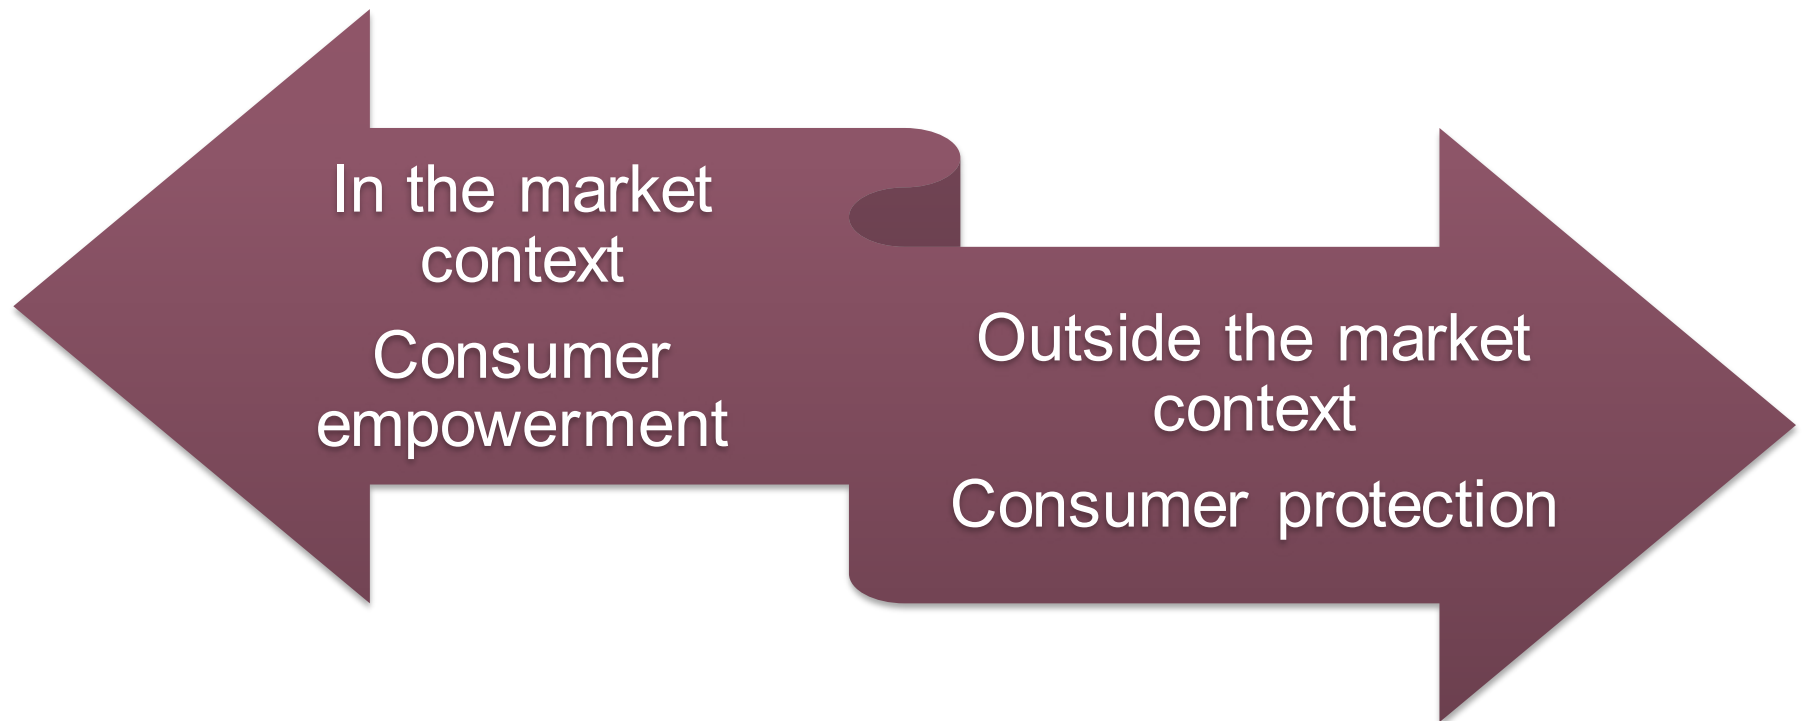 In the market
context
Consumer
empowerment
Outside the market
context
Consumer protection